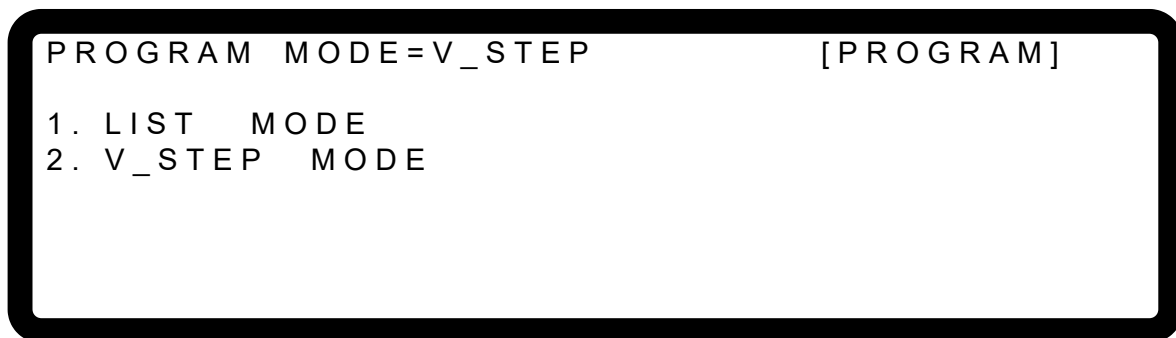 PROGRAM MODE=V_STEP [PROGRAM]
1. LIST MODE
2. V_STEP MODE